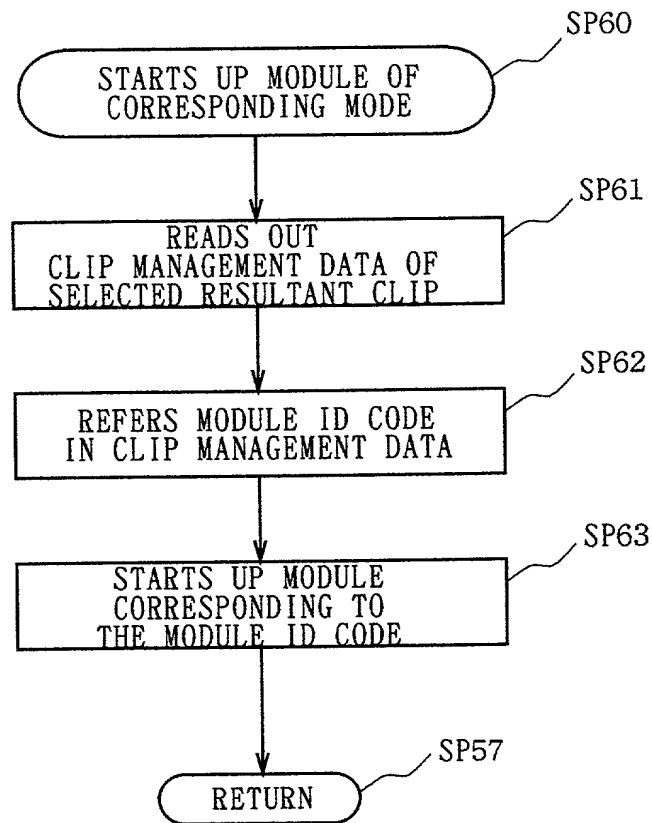 SP60
STARTS UP MODULE OF
CORRESPONDING MODE
SP61
READS OUT
CLIP MANAGEMENT DATA OF
SELECTED RESULTANT CLIP
SP62
REFERS MODULE ID CODE
IN CLIP MANAGEMENT DATA
SP63
STARTS UP MODULE
CORRESPONDING TO
THE MODULE ID CODE
SP57
RETURN